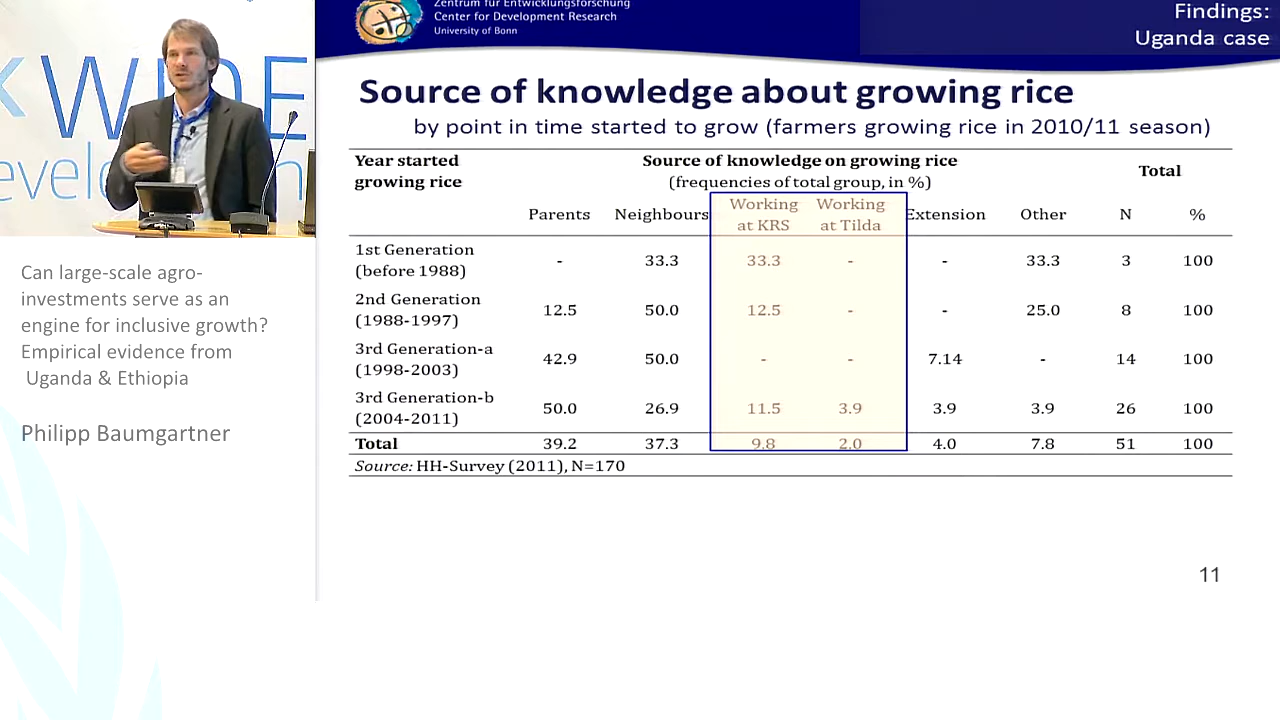 WIDE
evel
n
Can large-scale agro-
investments serve as an
engine for inclusive growth?
Empirical evidence from
Uganda & Ethiopia
Philipp Baumgartner
Zentrum für Entwicklungsforschung
Center for Development Research
University of Bonn
Findings:
Uganda case
Source of knowledge about growing rice
by point in time started to grow (farmers growing rice in 2010/11 season)
Year started growing rice Source of knowledge on growing rice (frequencies of total group, in %) Total
Parents Neighbours Working at KRS Working at Tilda Extension Other N %
1st Generation (before 1988) - 33.3 33.3 - - 33.3 3 100
2nd Generation (1988-1997) 12.5 50.0 12.5 - - 25.0 8 100
3rd Generation-a (1998-2003) 42.9 50.0 - - 7.14 - 14 100
3rd Generation-b (2004-2011) 50.0 26.9 11.5 3.9 3.9 3.9 26 100
Total 39.2 37.3 9.8 2.0 4.0 7.8 51 100
Source: HH-Survey (2011), N=170
11